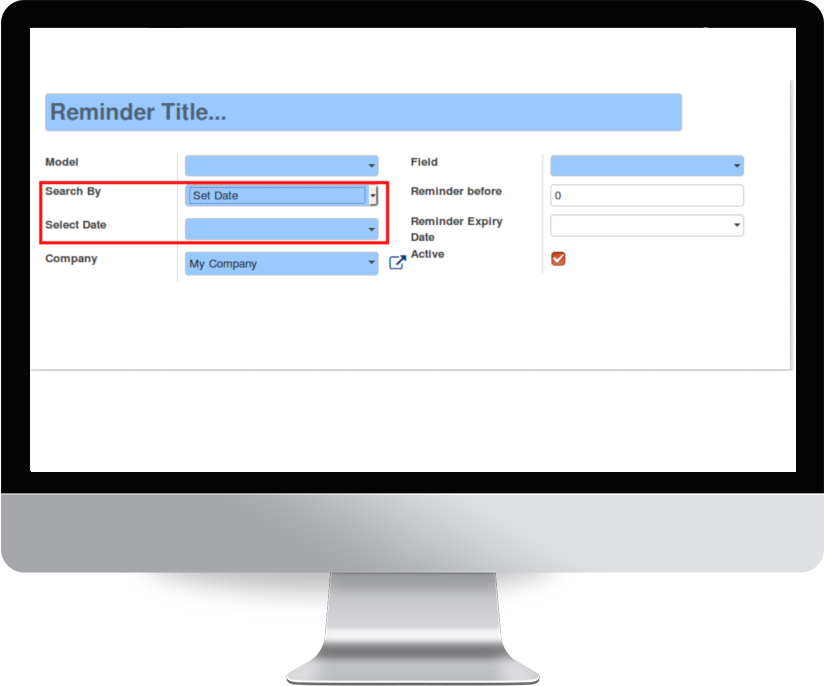 Reminder Title...
Model
Search By
Set Date
Select Date
Company
My Company
Field
Reminder before
0
Reminder Expiry
Date
Active